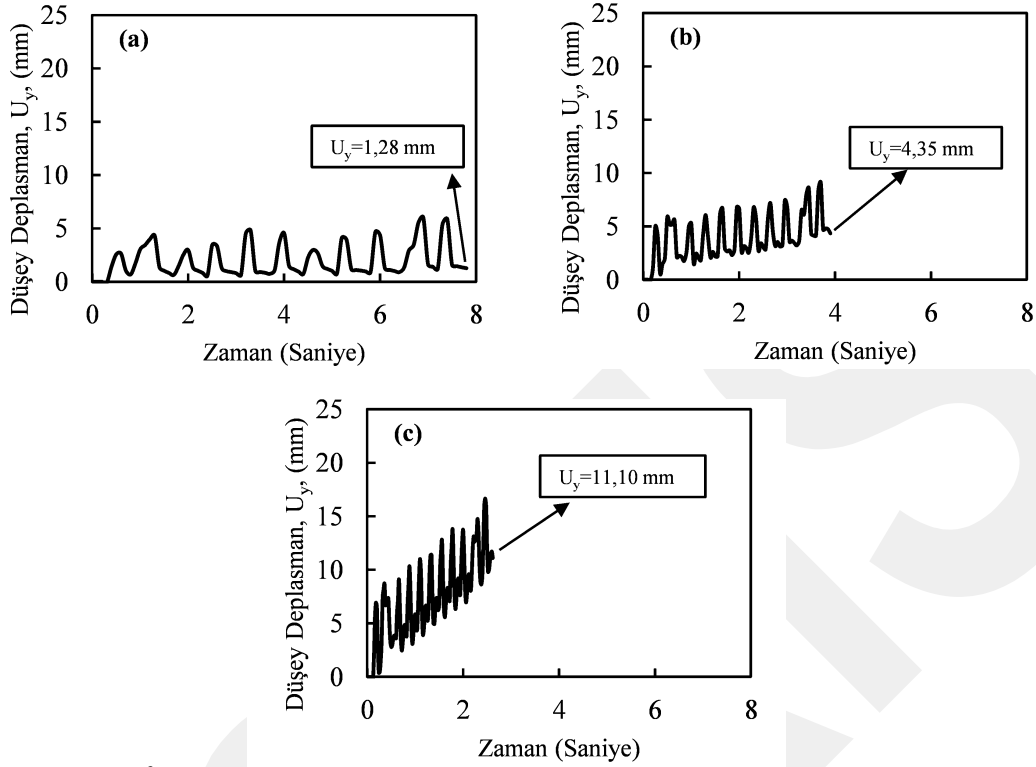 (a)
Düşey Deplasman, Uy, (mm)
25
20
15
10
5
0
Uy=1,28 mm
0 2 4 6 8
Zaman (Saniye)
(b)
Düşey Deplasman, Uy, (mm)
25
20
15
10
5
0
Uy=4,35 mm
0 2 4 6 8
Zaman (Saniye)
(c)
Düşey Deplasman, Uy, (mm)
25
20
15
10
5
0
Uy=11,10 mm
0 2 4 6 8
Zaman (Saniye)